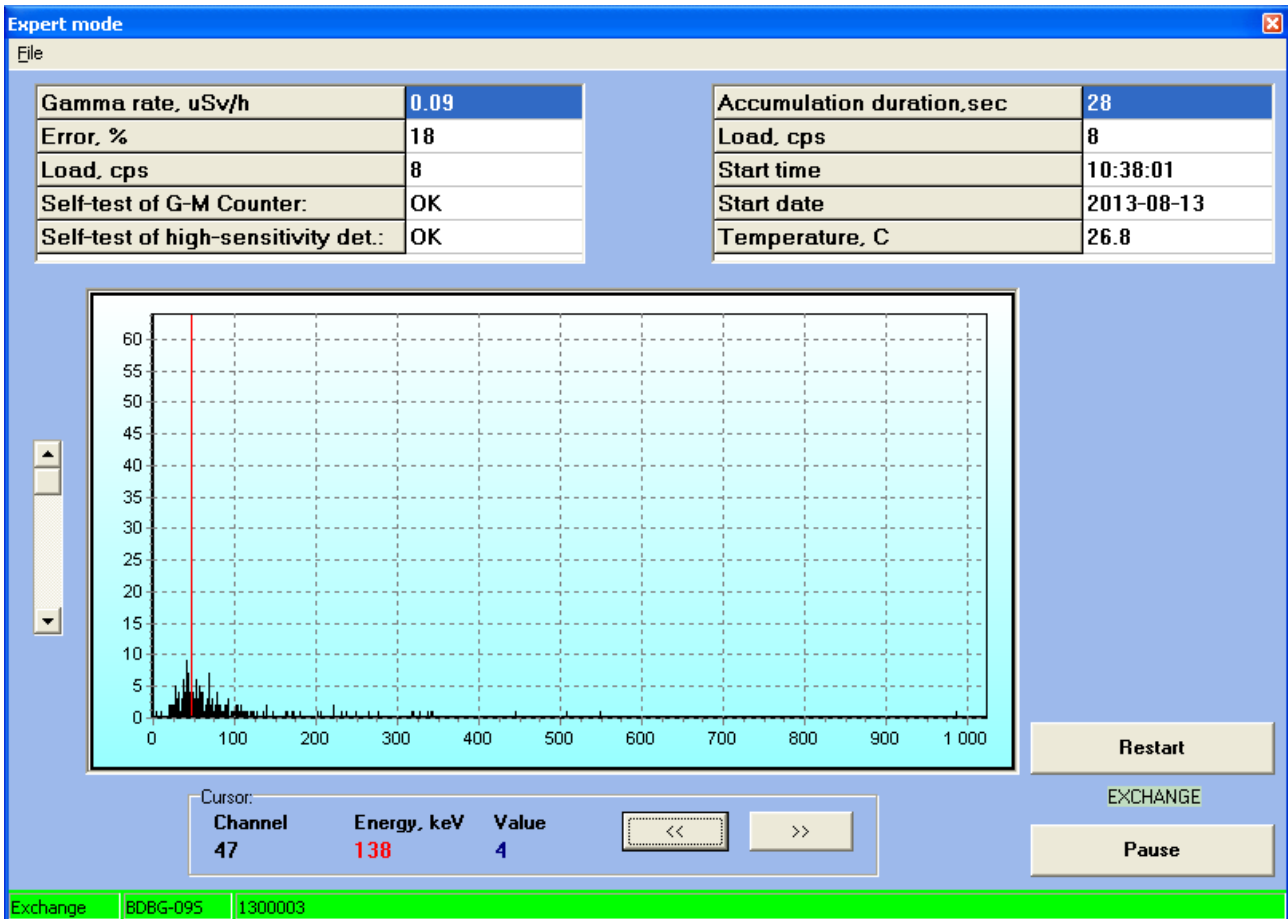 Expert mode
File
Gamma rate, uSv/h 0.09
Error, % 18
Load, cps 8
Self-test of G-M Counter: OK
Self-test of high-sensitivity det.: OK
Accumulation duration,sec 28
Load, cps 8
Start time 10:38:01
Start date 2013-08-13
Temperature, C 26.8
60
55
50
45
40
35
30
25
20
15
10
5
0
0 100 200 300 400 500 600 700 800 900 1 000
Restart
EXCHANGE
Pause
Cursor:
Channel Energy, keV Value
47 138 4
<< >>
Exchange BDBG-09S 1300003